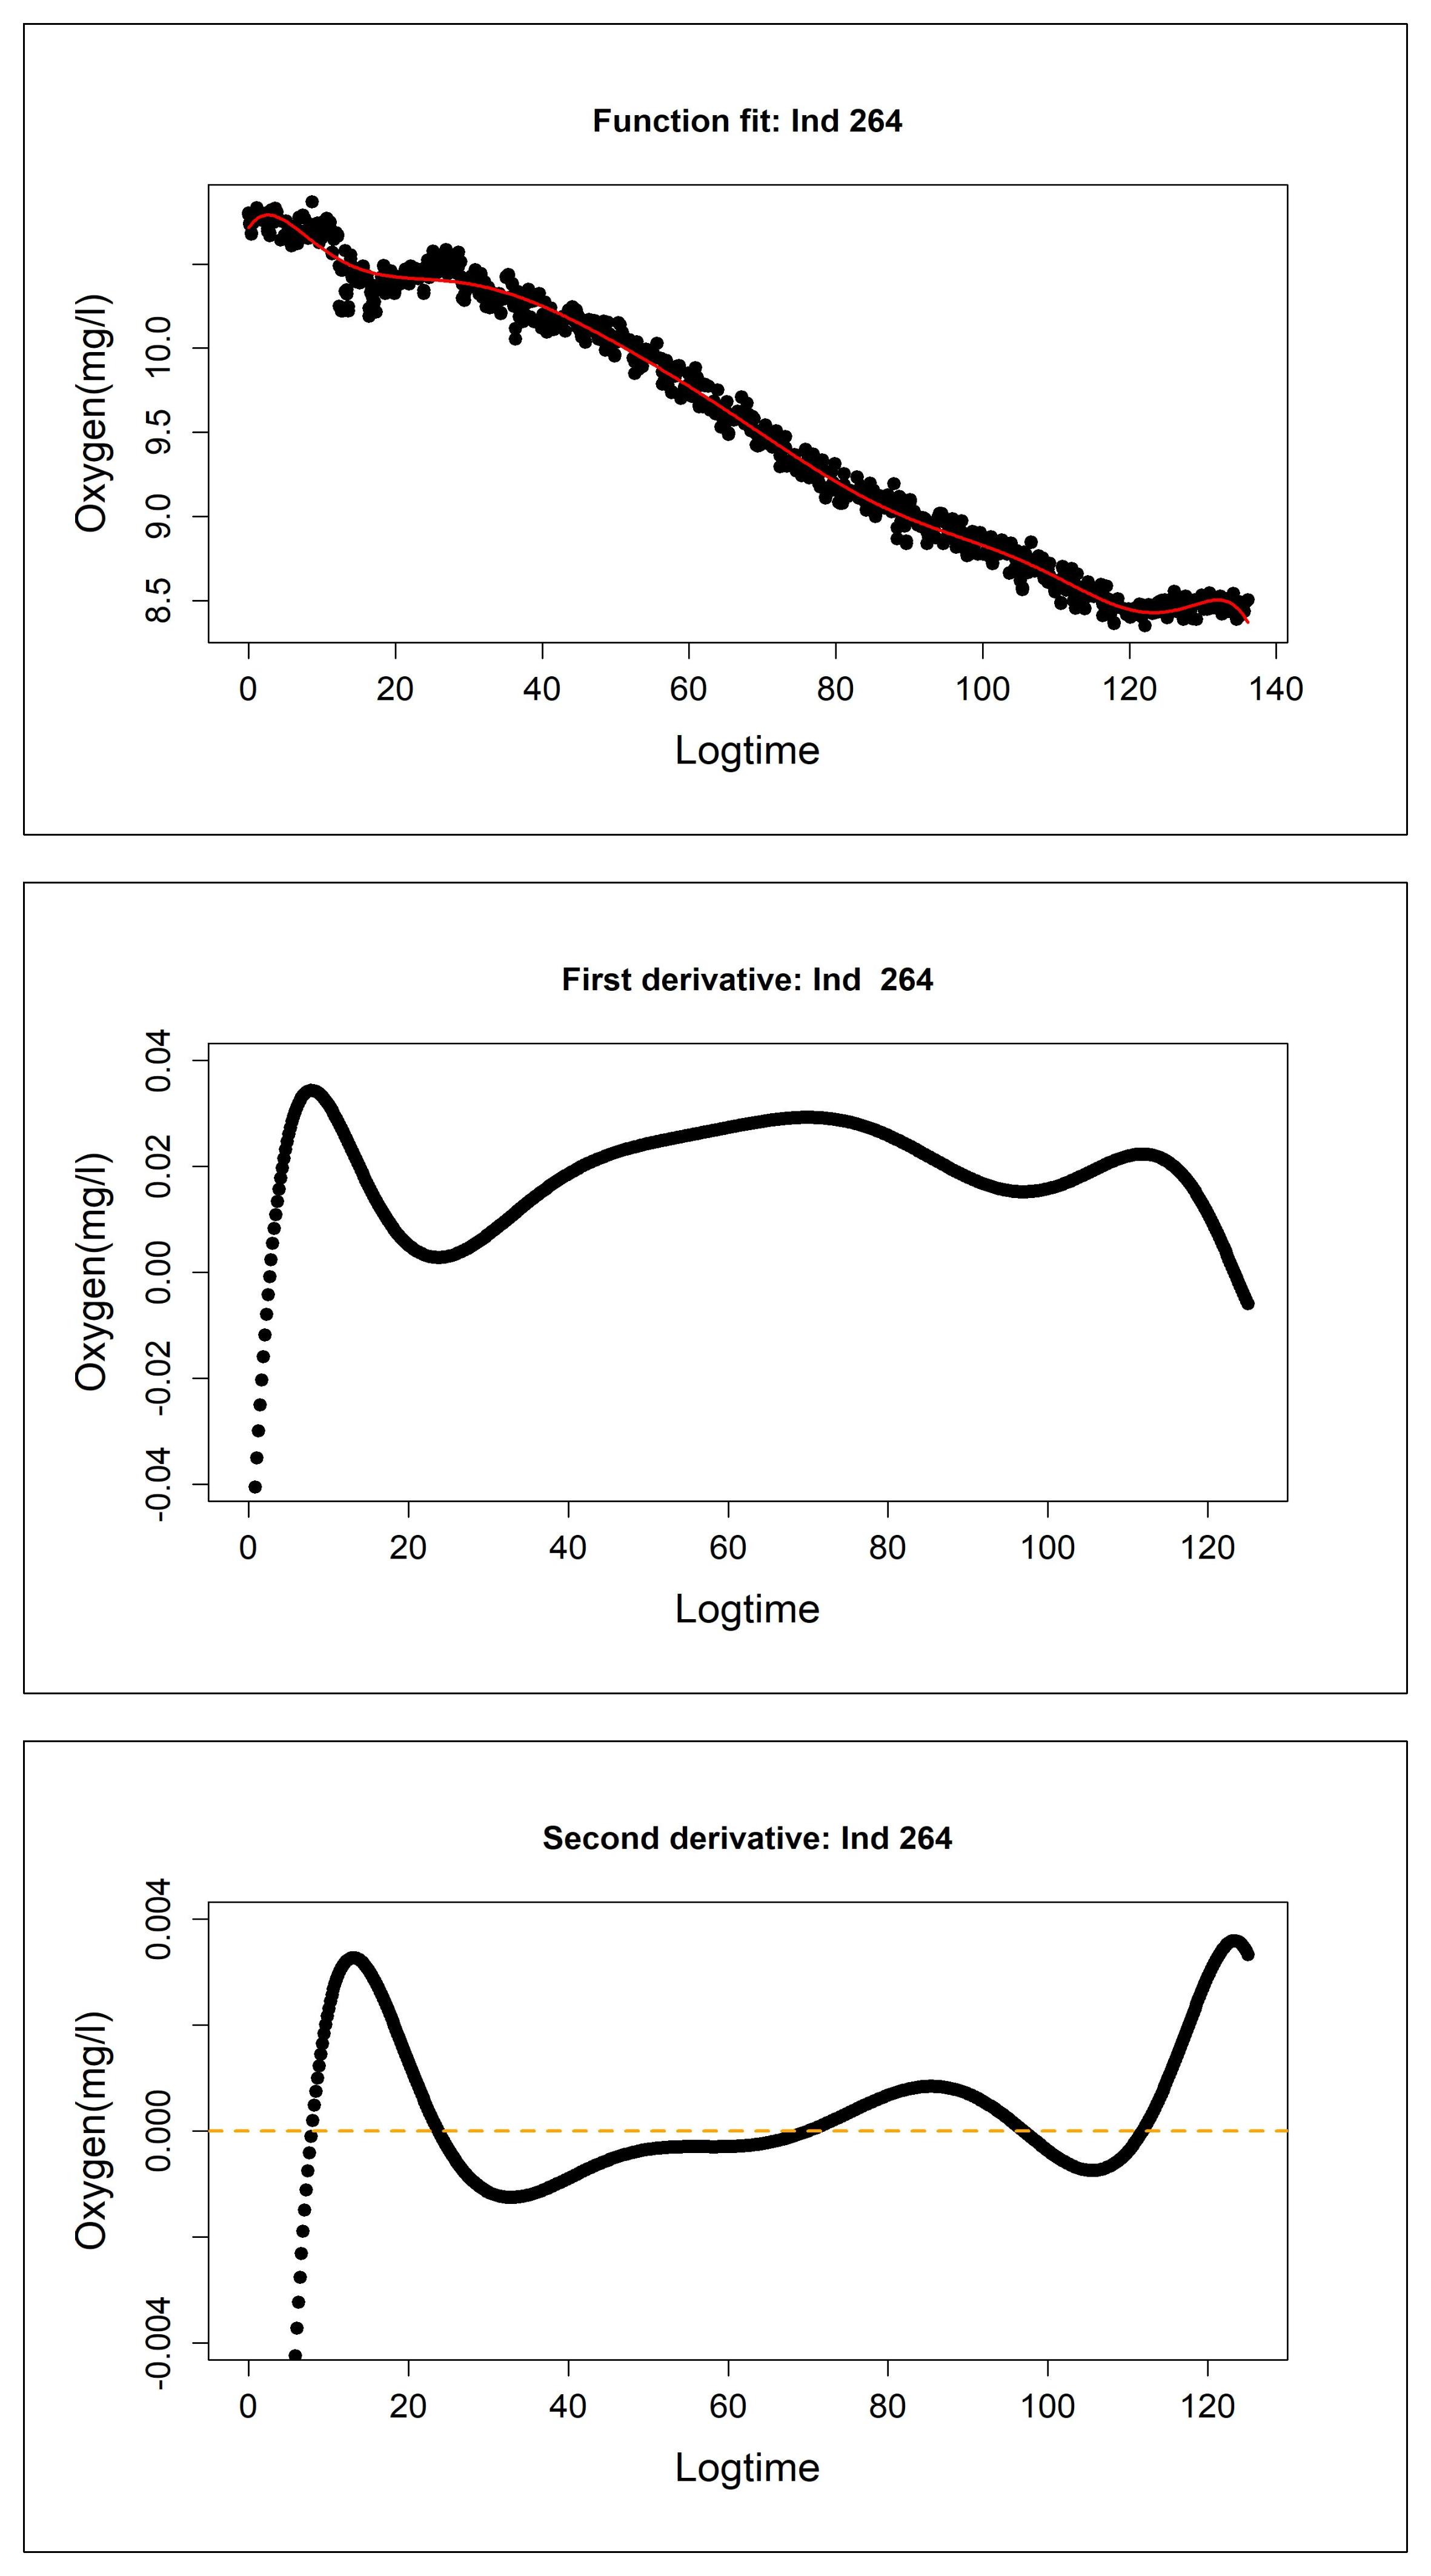 Function fit: Ind 264
Oxygen(mg/l)
10.0
9.5
9.0
8.5
0 20 40 60 80 100 120 140
Logtime
First derivative: Ind  264
Oxygen(mg/l)
0.04
0.02
0.00
-0.02
-0.04
0 20 40 60 80 100 120
Logtime
Second derivative: Ind 264
Oxygen(mg/l)
0.004
0.000
-0.004
0 20 40 60 80 100 120
Logtime